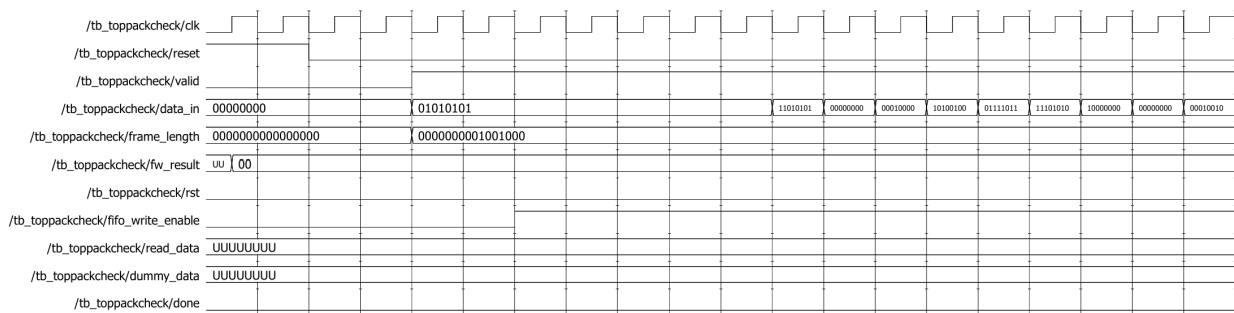 /tb_toppackcheck/clk
/tb_toppackcheck/reset
/tb_toppackcheck/valid
/tb_toppackcheck/data_in 00000000 01010101 11010101 00000000 00010000 10100100 01111011 11101010 10000000 00000000 00010010
/tb_toppackcheck/frame_length 0000000000000000 0000000001001000
/tb_toppackcheck/fw_result UU 00
/tb_toppackcheck/rst
/tb_toppackcheck/fifo_write_enable
/tb_toppackcheck/read_data UUUUUUUU
/tb_toppackcheck/dummy_data UUUUUUUU
/tb_toppackcheck/done